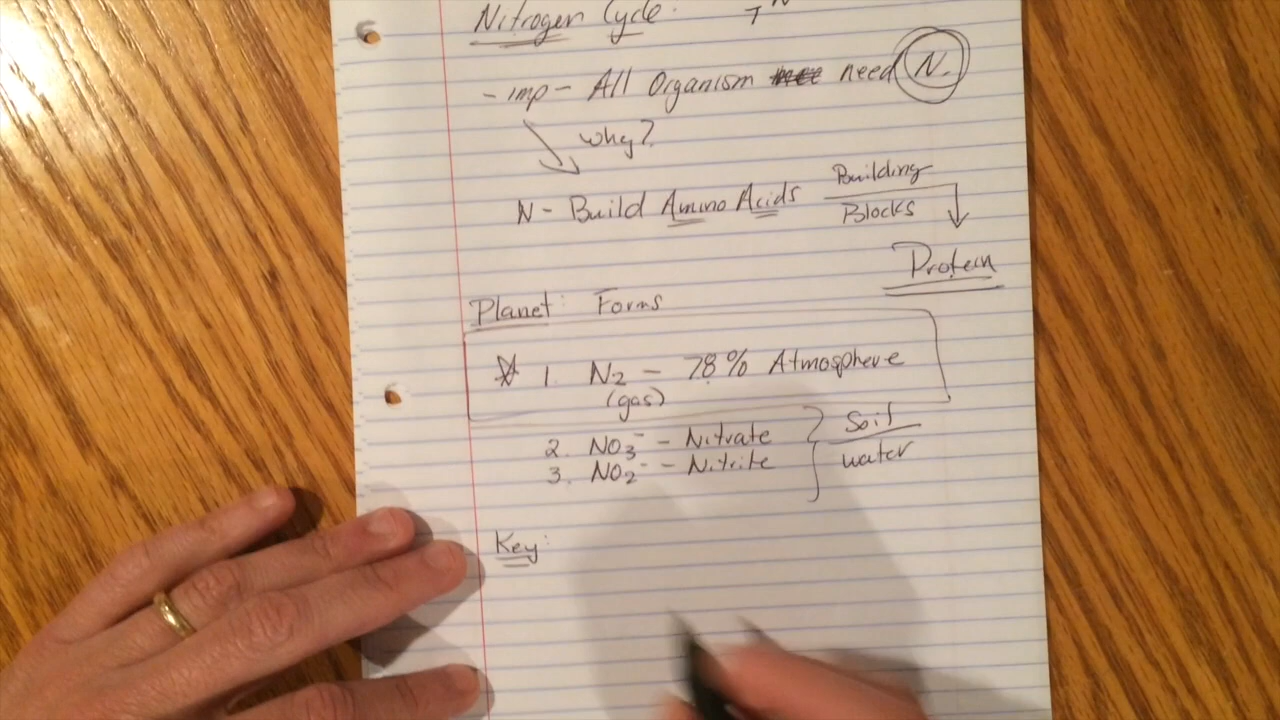 Nitrogen Cycle:
- imp - All Organism need N.
why?
N - Build Amino Acids Building Blocks
Protein
Planet: Forms
1. N2 - 78% Atmosphere
(gas)
2. NO3⁻ - Nitrate
3. NO2⁻ - Nitrite
Soil
water
Key: